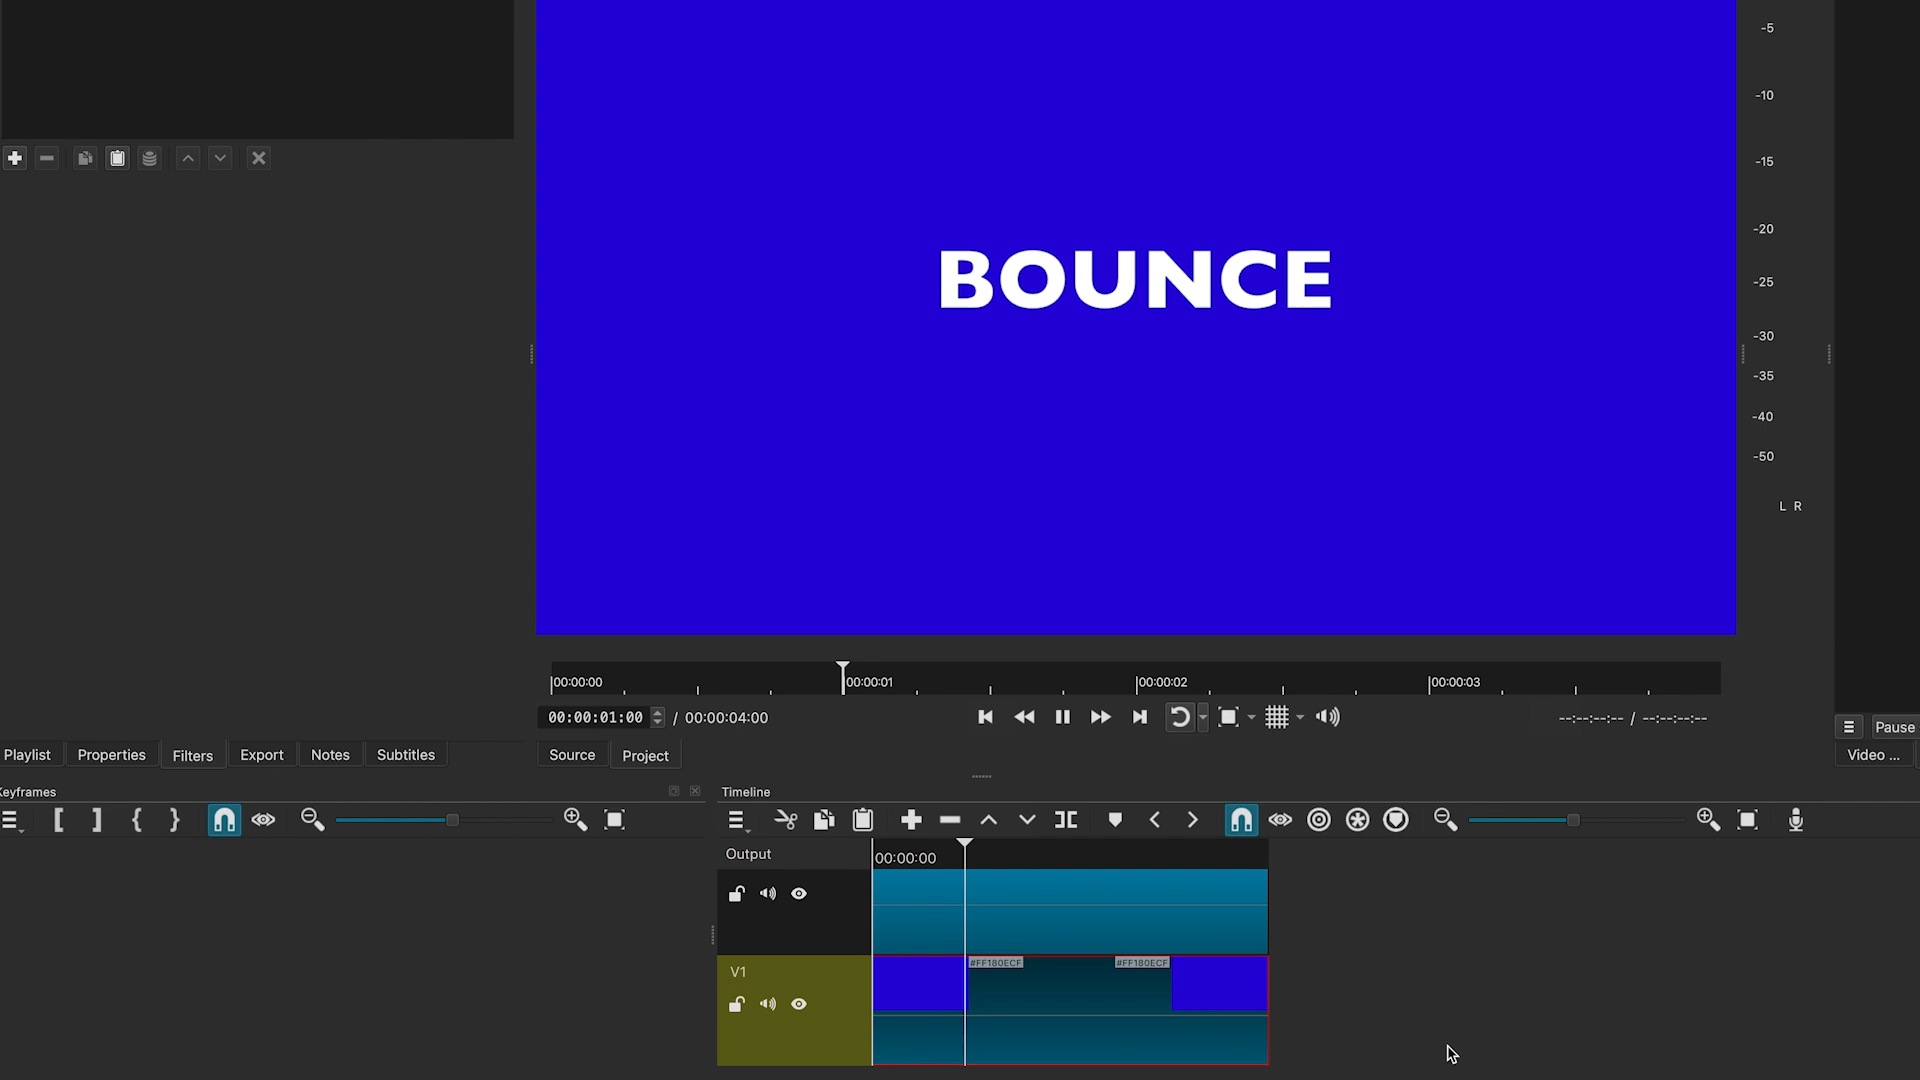 -5
-10
-15
-20
BOUNCE
-25
-30
-35
-40
-50
L R
00:00:00
00:00:01
00:00:02
00:00:03
00:00:01:00 / 00:00:04:00
--:--:--:-- / --:--:--:--
Pause
Playlist Properties Filters Export Notes Subtitles
Source Project
Video ...
Keyframes
Timeline
Output
00:00:00
V1
#FF180ECF
#FF180ECF